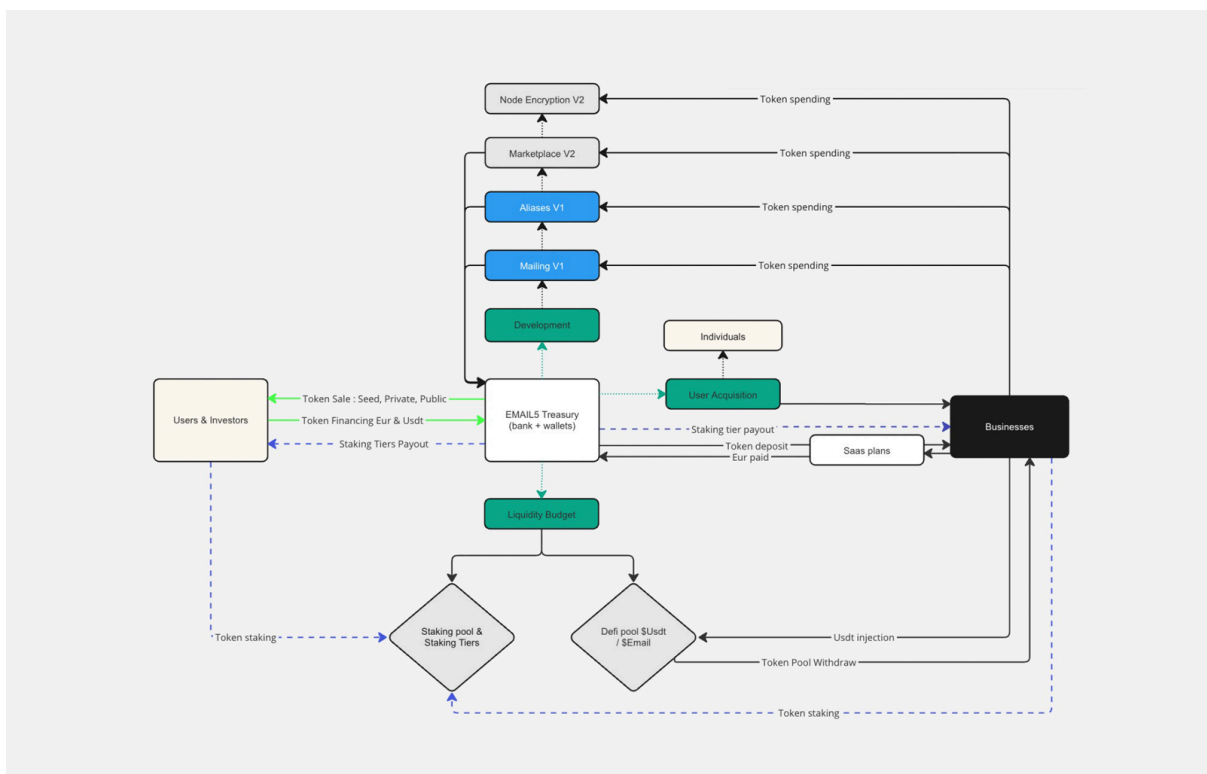 Node Encryption V2
Token spending
Marketplace V2
Token spending
Aliases V1
Token spending
Mailing V1
Token spending
Development
Individuals
User Acquisition
Token Sale : Seed, Private, Public
Users & Investors
Token Financing Eur & Usdt
Staking Tiers Payout
EMAIL5 Treasury
(bank + wallets)
Staking tier payout
Token deposit
Eur paid
Saas plans
Businesses
Liquidity Budget
Token staking
Staking pool &
Staking Tiers
Defi pool $Usdt
/ $Email
Usdt injection
Token Pool Withdraw
Token staking